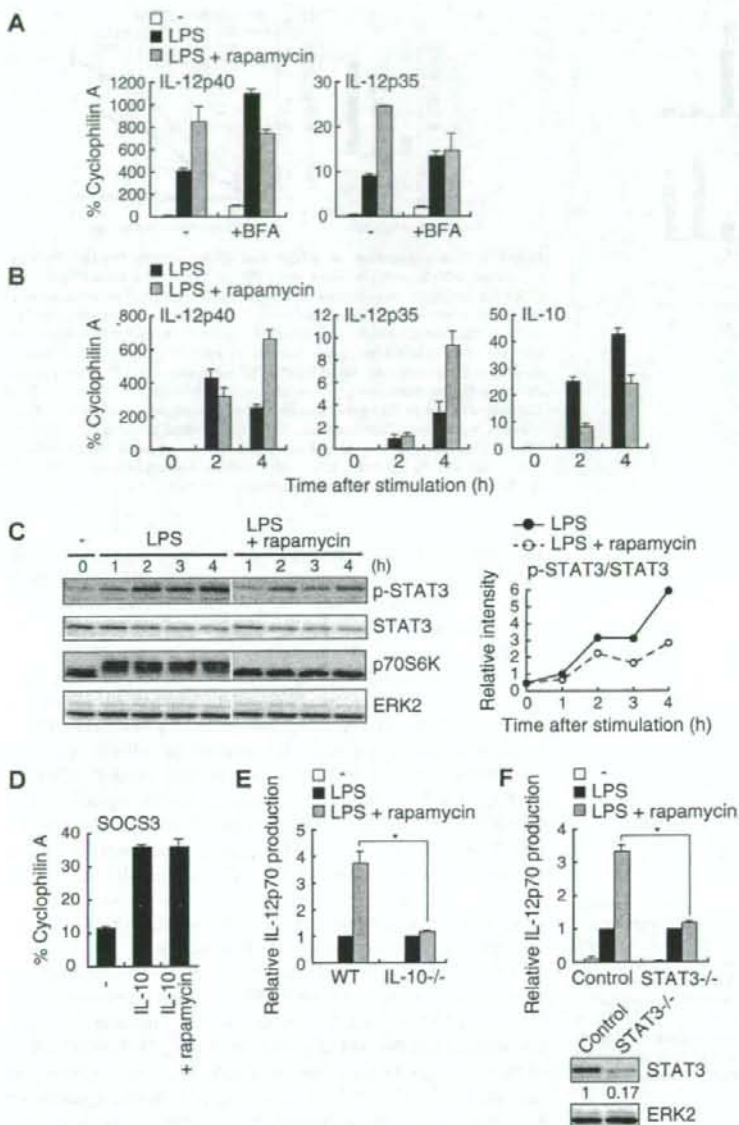 A
-
LPS
LPS + rapamycin
IL-12p40
IL-12p35
% Cyclophilin A
1200
1000
800
600
400
200
0
30
20
10
0
- +BFA
- +BFA
B
LPS
LPS + rapamycin
IL-12p40
IL-12p35
IL-10
% Cyclophilin A
800
600
400
200
0
12
10
8
6
4
2
0
50
40
30
20
10
0
0 2 4
0 2 4
0 2 4
Time after stimulation (h)
C
- LPS LPS + rapamycin
0 1 2 3 4 1 2 3 4 (h)
p-STAT3
STAT3
p70S6K
ERK2
LPS
LPS + rapamycin
p-STAT3/STAT3
Relative intensity
6
5
4
3
2
1
0
0 1 2 3 4
Time after stimulation (h)
D
SOCS3
% Cyclophilin A
40
30
20
10
0
-
IL-10
IL-10 + rapamycin
E
-
LPS
LPS + rapamycin
Relative IL-12p70 production
5
4
3
2
1
0
*
WT IL-10-/-
F
-
LPS
LPS + rapamycin
Relative IL-12p70 production
4
3
2
1
0
*
Control STAT3-/-
Control
STAT3-/-
STAT3
1 0.17
ERK2